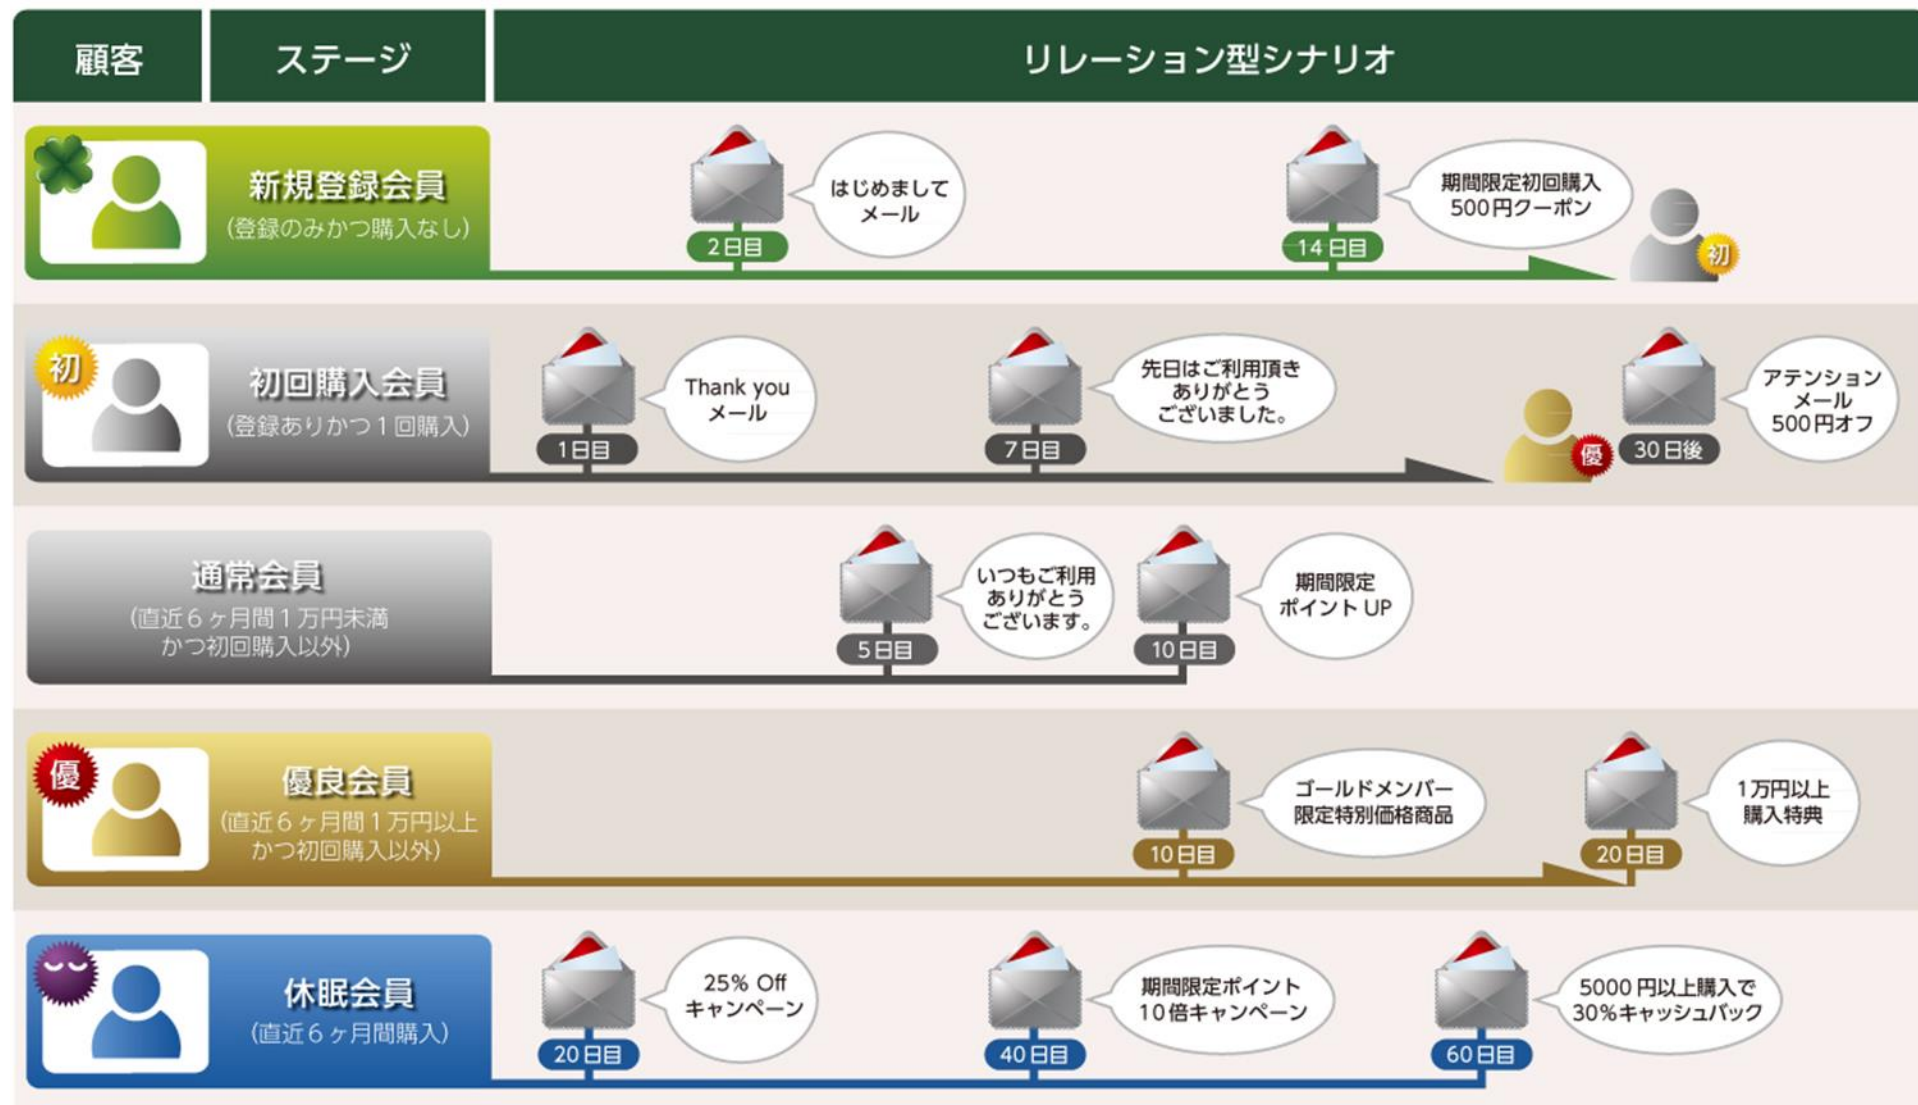 顧客
ステージ
リレーション型シナリオ
新規登録会員
(登録のみかつ購入なし)
2日目
はじめまして
メール
14日目
期間限定初回購入
500円クーポン
初
初
初回購入会員
(登録ありかつ1回購入)
1日目
Thank you
メール
7日目
先日はご利用頂き
ありがとう
ございました。
優
30日後
アテンション
メール
500円オフ
通常会員
(直近6ヶ月間1万円未満
かつ初回購入以外)
5日目
いつもご利用
ありがとう
ございます。
10日目
期間限定
ポイントUP
優
優良会員
(直近6ヶ月間1万円以上
かつ初回購入以外)
10日目
ゴールドメンバー
限定特別価格商品
20日目
1万円以上
購入特典
休眠会員
(直近6ヶ月間購入)
20日目
25% Off
キャンペーン
40日目
期間限定ポイント
10倍キャンペーン
60日目
5000円以上購入で
30%キャッシュバック